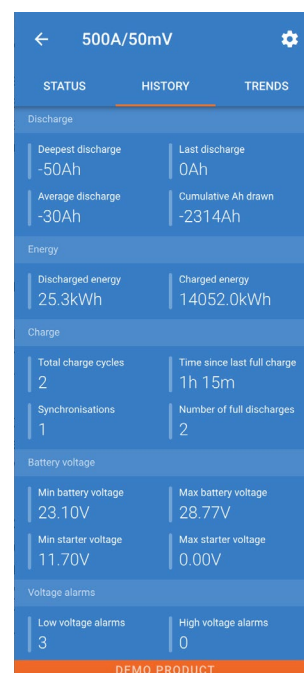 500A/50mV
STATUS HISTORY TRENDS
Discharge
Deepest discharge Last discharge
-50Ah 0Ah
Average discharge Cumulative Ah drawn
-30Ah -2314Ah
Energy
Discharged energy Charged energy
25.3kWh 14052.0kWh
Charge
Total charge cycles Time since last full charge
2 1h 15m
Synchronisations Number of full discharges
1 2
Battery voltage
Min battery voltage Max battery voltage
23.10V 28.77V
Min starter voltage Max starter voltage
11.70V 0.00V
Voltage alarms
Low voltage alarms High voltage alarms
3 0
DEMO PRODUCT